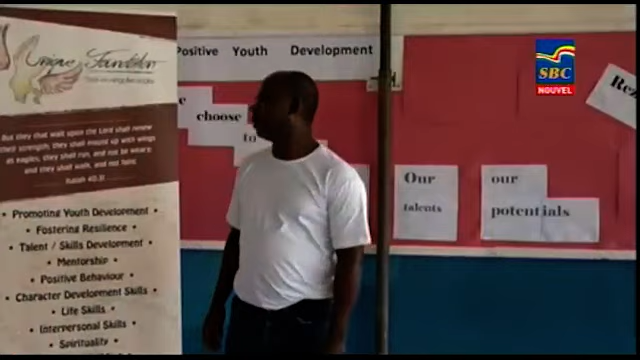 Unique Foundation
But they that wait upon the Lord shall renew
their strength; they shall mount up with wings
as eagles; they shall run, and not be weary;
they shall walk, and not faint.
Isaiah 40:31
• Promoting Youth Development •
• Fostering Resilience •
• Talent / Skills Development •
• Mentorship •
• Positive Behaviour •
• Character Development Skills •
• Life Skills •
• Interpersonal Skills •
• Spirituality •
Positive Youth Development
choose
to
Our
talents
our
potentials
SBC
NOUVEL